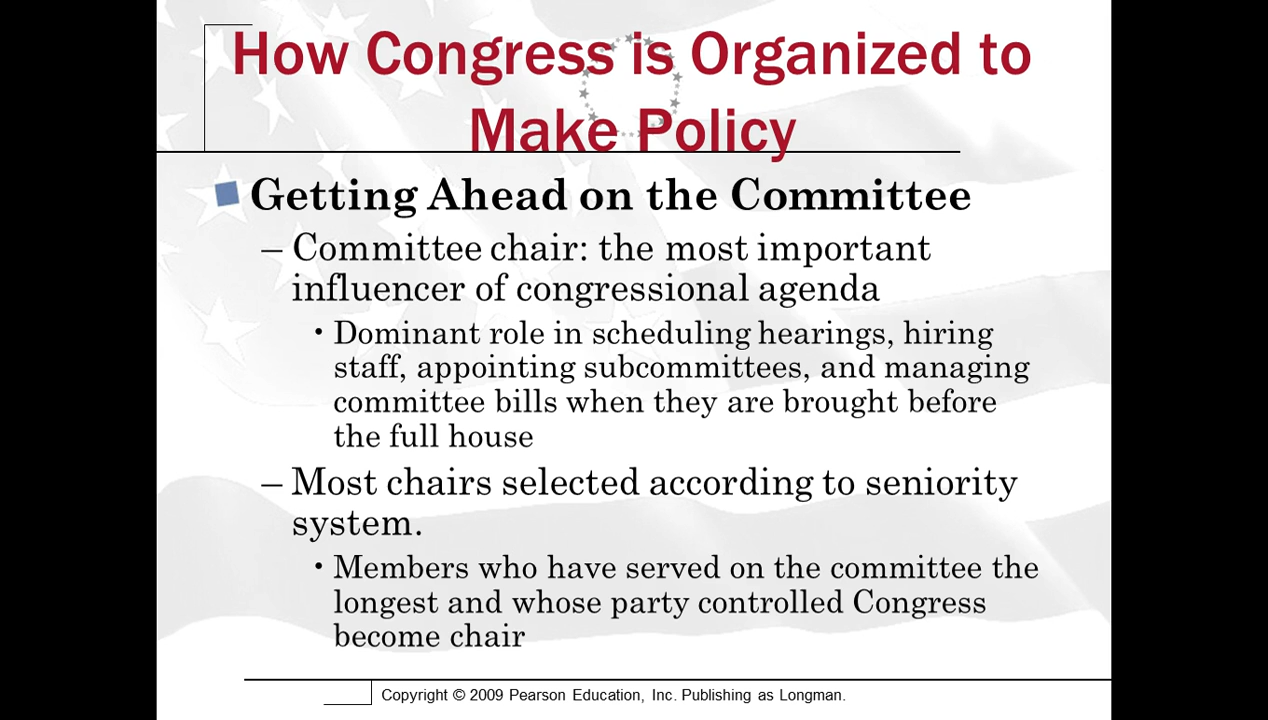 How Congress is Organized to
Make Policy
Getting Ahead on the Committee
– Committee chair: the most important
influencer of congressional agenda
• Dominant role in scheduling hearings, hiring
staff, appointing subcommittees, and managing
committee bills when they are brought before
the full house
– Most chairs selected according to seniority
system.
• Members who have served on the committee the
longest and whose party controlled Congress
become chair
Copyright © 2009 Pearson Education, Inc. Publishing as Longman.